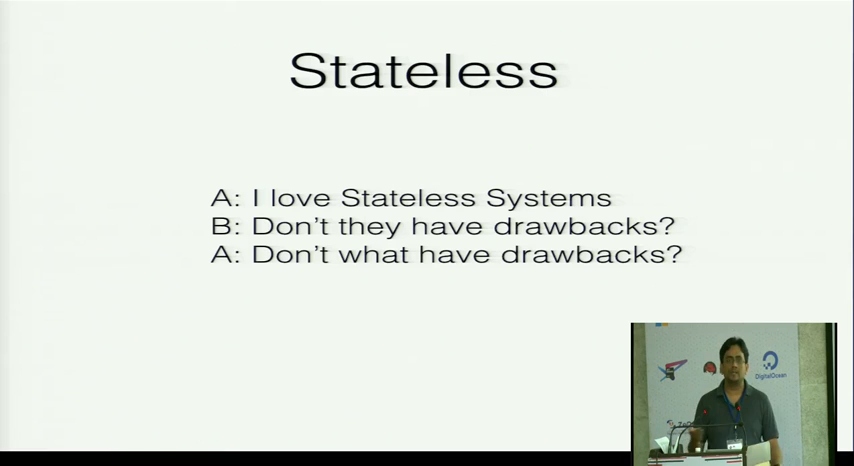 Stateless
A: I love Stateless Systems
B: Don't they have drawbacks?
A: Don't what have drawbacks?
DigitalOcean